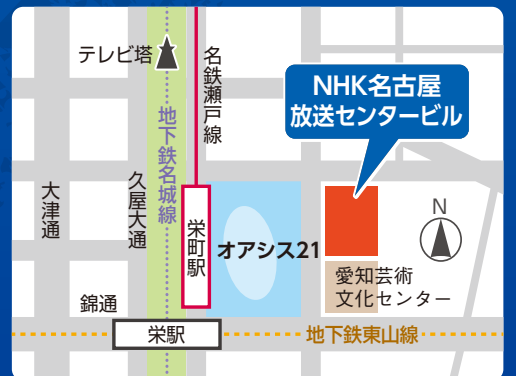 テレビ塔
名鉄瀬戸線
NHK名古屋
放送センタービル
地下鉄名城線
大津通
久屋大通
栄町駅
オアシス21
N
愛知芸術
文化センター
錦通
栄駅
地下鉄東山線